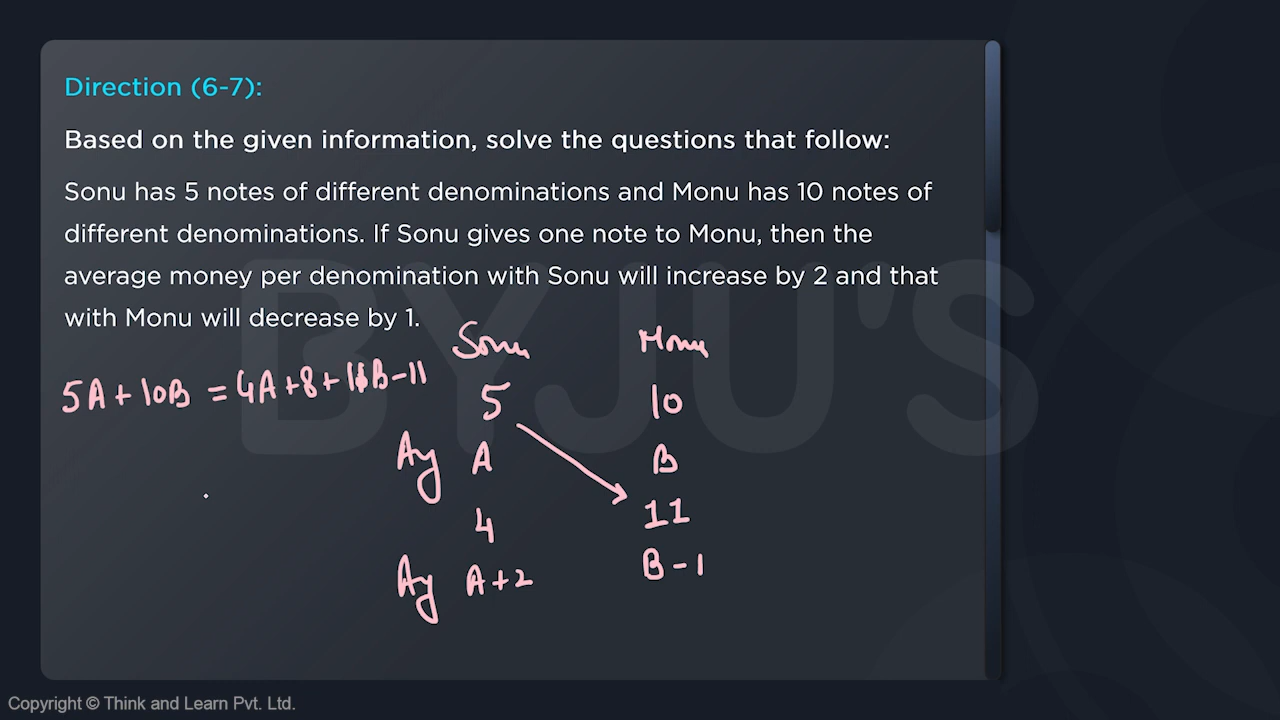 Direction (6-7):
Based on the given information, solve the questions that follow:
Sonu has 5 notes of different denominations and Monu has 10 notes of
different denominations. If Sonu gives one note to Monu, then the
average money per denomination with Sonu will increase by 2 and that
with Monu will decrease by 1.
BYJU'S
Sonu Monu
5A+10B = 4A+8+11B-11
5 10
Av A B
4 11
Av A+2 B-1
Copyright © Think and Learn Pvt. Ltd.